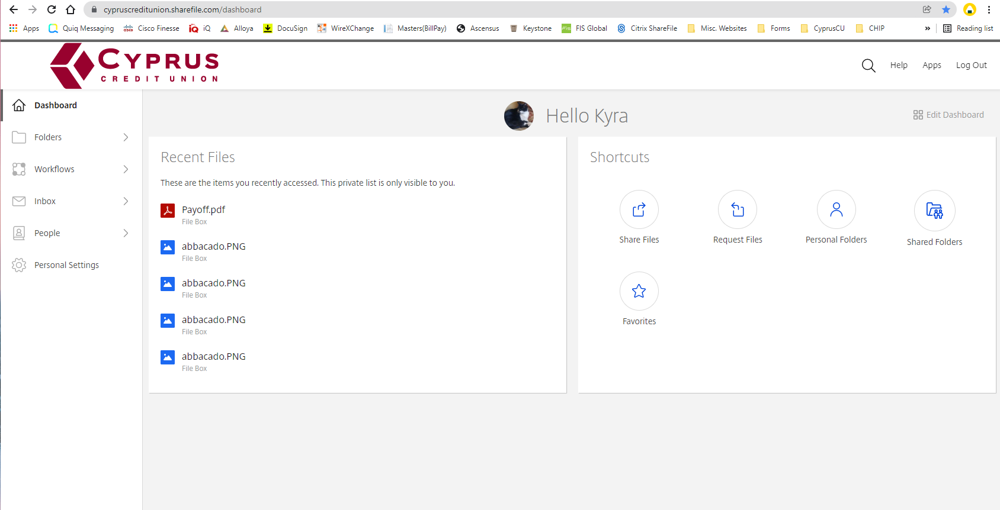 cypruscreditunion.sharefile.com/dashboard
Apps Quiq Messaging Cisco Finesse iQ Alloya DocuSign WireXChange Masters(BillPay) Ascensus Keystone FIS Global Citrix ShareFile Misc. Websites Forms CyprusCU CHIP » Reading list
CYPRUS
CREDIT UNION
Help Apps Log Out
Dashboard
Folders
Workflows
Inbox
People
Personal Settings
Hello Kyra
Edit Dashboard
Recent Files
These are the items you recently accessed. This private list is only visible to you.
Payoff.pdf
File Box
abbacado.PNG
File Box
abbacado.PNG
File Box
abbacado.PNG
File Box
abbacado.PNG
File Box
Shortcuts
Share Files
Request Files
Personal Folders
Shared Folders
Favorites